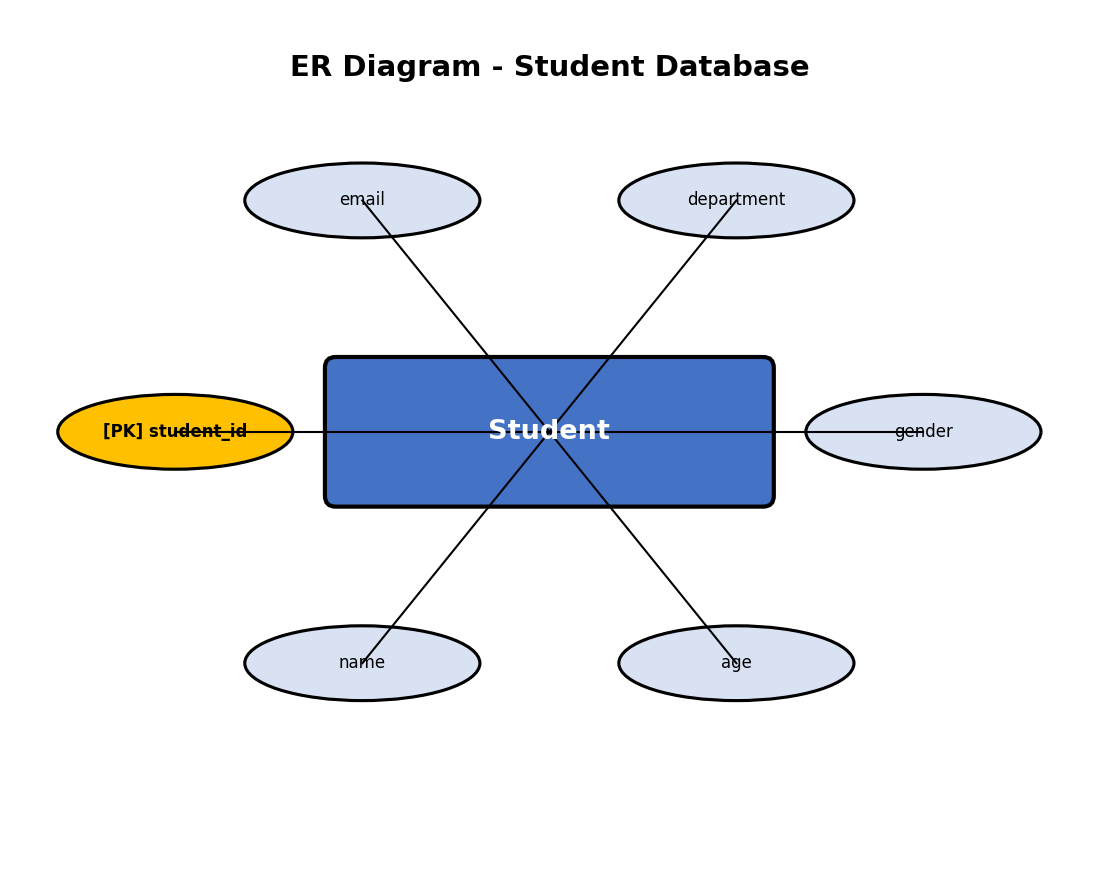 ER Diagram - Student Database
email
department
[PK] student_id
Student
gender
name
age